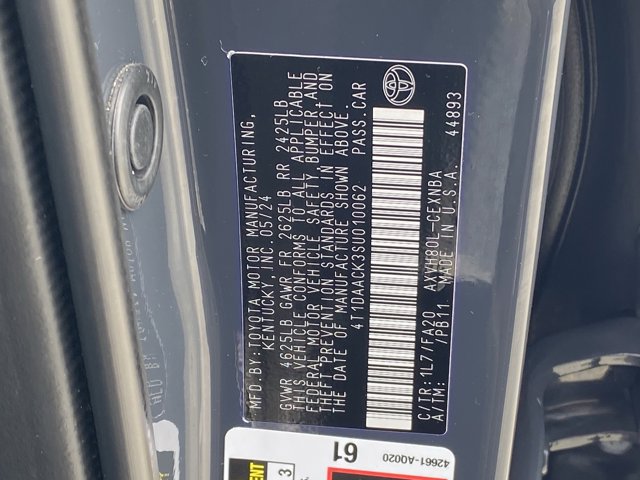 MFD. BY:TOYOTA MOTOR MANUFACTURING,
KENTUCKY, INC. 05/24
GVWR 4625LB GAWR FR 2625LB RR 2425LB
THIS VEHICLE CONFORMS TO ALL APPLICABLE
FEDERAL MOTOR VEHICLE SAFETY, BUMPER, AND
THEFT PREVENTION STANDARDS IN EFFECT ON
THE DATE OF MANUFACTURE SHOWN ABOVE.
4T1DAACK3SU010062 PASS.CAR
C/TR:1L7/FA20 AXVH80L-CEXNBA
A/TM: /PB11 MADE IN U.S.A. 44893
61
42661-A0020
3